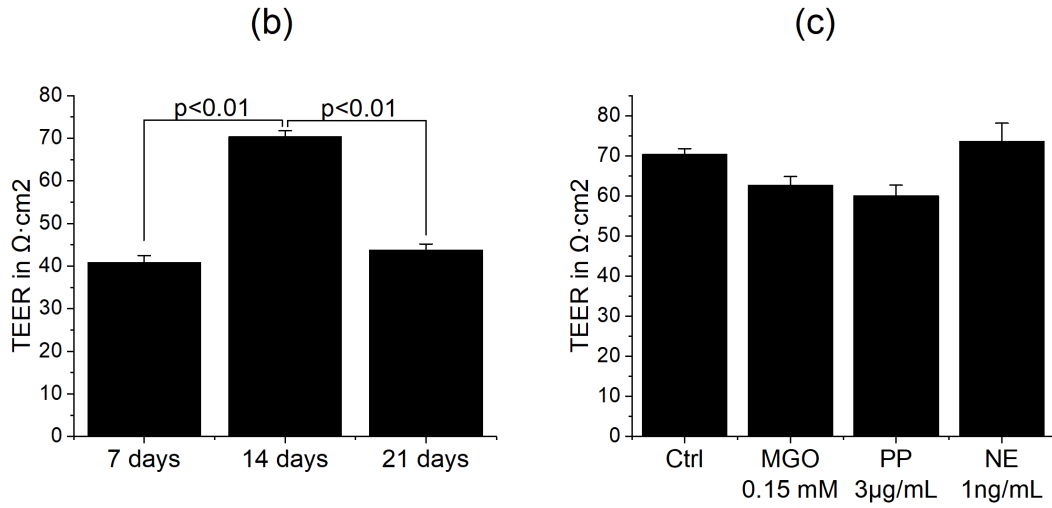 (b)
TEER in Ω·cm2
80
70
60
50
40
30
20
10
0
p<0.01
p<0.01
7 days
14 days
21 days
(c)
TEER in Ω·cm2
80
70
60
50
40
30
20
10
0
Ctrl
MGO
0.15 mM
PP
3µg/mL
NE
1ng/mL